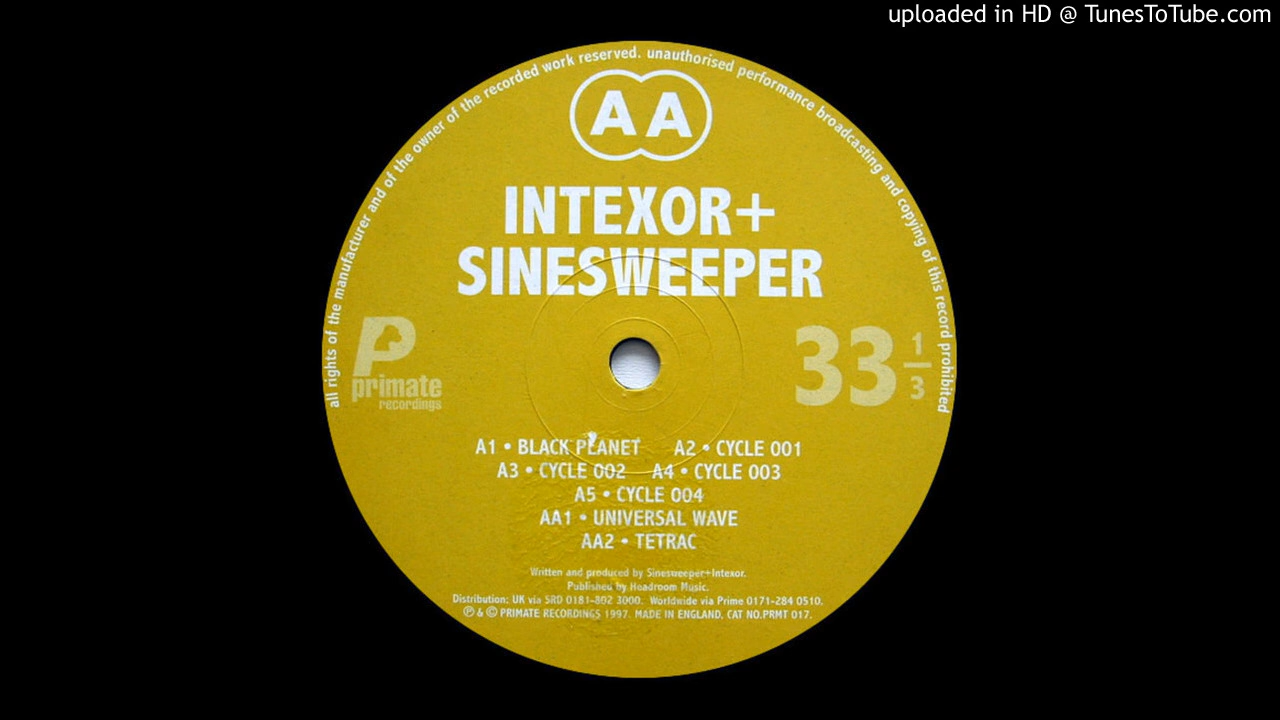 uploaded in HD @ TunesToTube.com
all rights of the manufacturer and of the owner of the recorded work reserved. unauthorised performance broadcasting and copying of this record prohibited
AA
INTEXOR+
SINESWEEPER
P
primate
recordings
33 1/3
A1 • BLACK PLANET A2 • CYCLE 001
A3 • CYCLE 002 A4 • CYCLE 003
A5 • CYCLE 004
AA1 • UNIVERSAL WAVE
AA2 • TETRAC
Written and produced by Sinesweeper+Intexor.
Published by Headroom Music.
Distribution: UK via SRD 0181-802 3000. Worldwide via Prime 0171-284 0510.
℗ & © PRIMATE RECORDINGS 1997. MADE IN ENGLAND. CAT NO.PRMT 017.